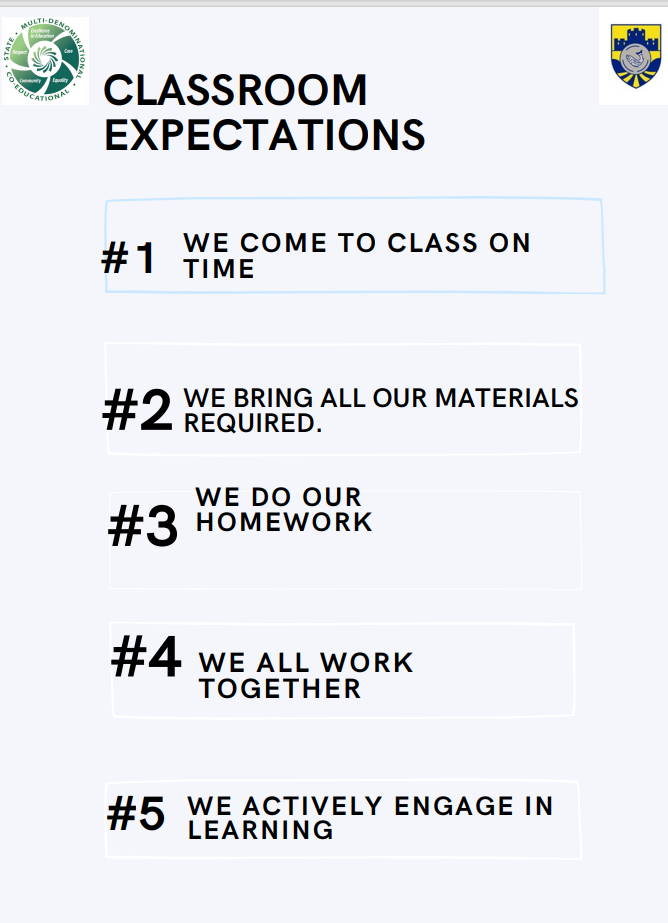 STATE • MULTI-DENOMINATIONAL • CO-EDUCATIONAL •
Excellence
in Education
Respect
Care
Community
Equality
CLASSROOM
EXPECTATIONS
#1 WE COME TO CLASS ON
TIME
#2 WE BRING ALL OUR MATERIALS
REQUIRED.
#3 WE DO OUR
HOMEWORK
#4 WE ALL WORK
TOGETHER
#5 WE ACTIVELY ENGAGE IN
LEARNING